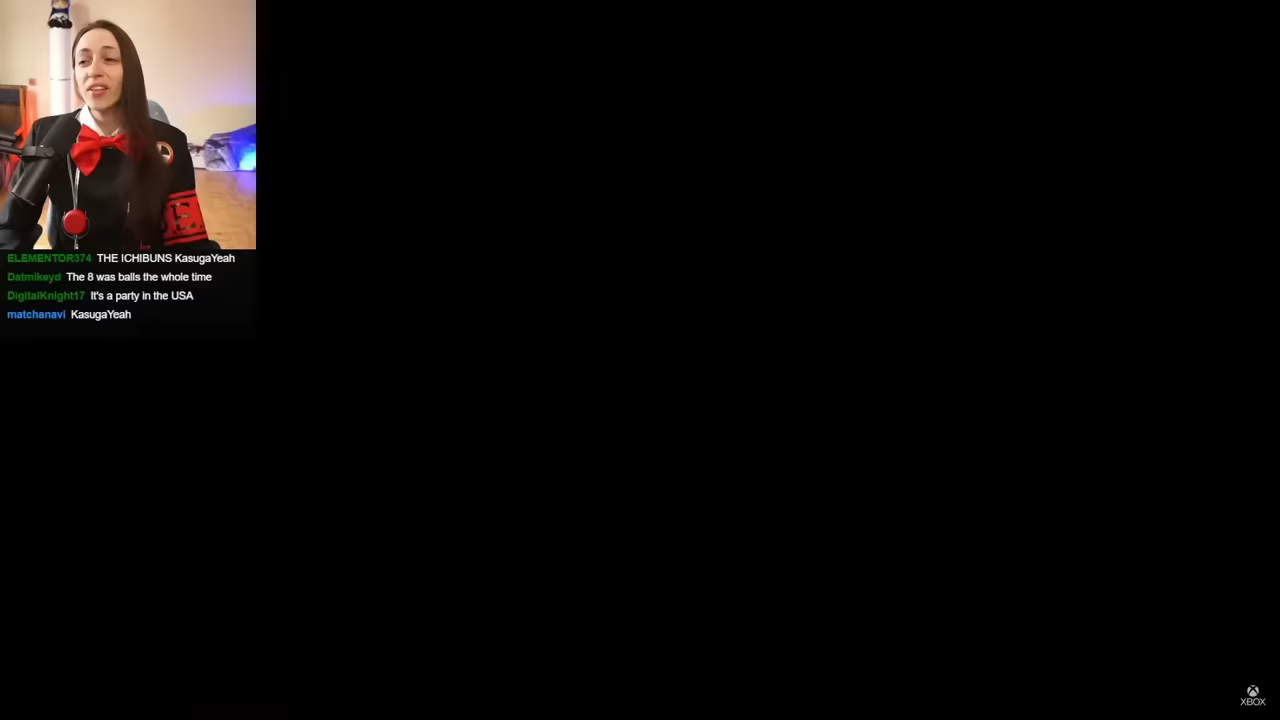 ELEMENTOR374 THE ICHIBUNS KasugaYeah
Datmikeyd The 8 was balls the whole time
DigitalKnight17 It's a party in the USA
matchanavi KasugaYeah
XBOX